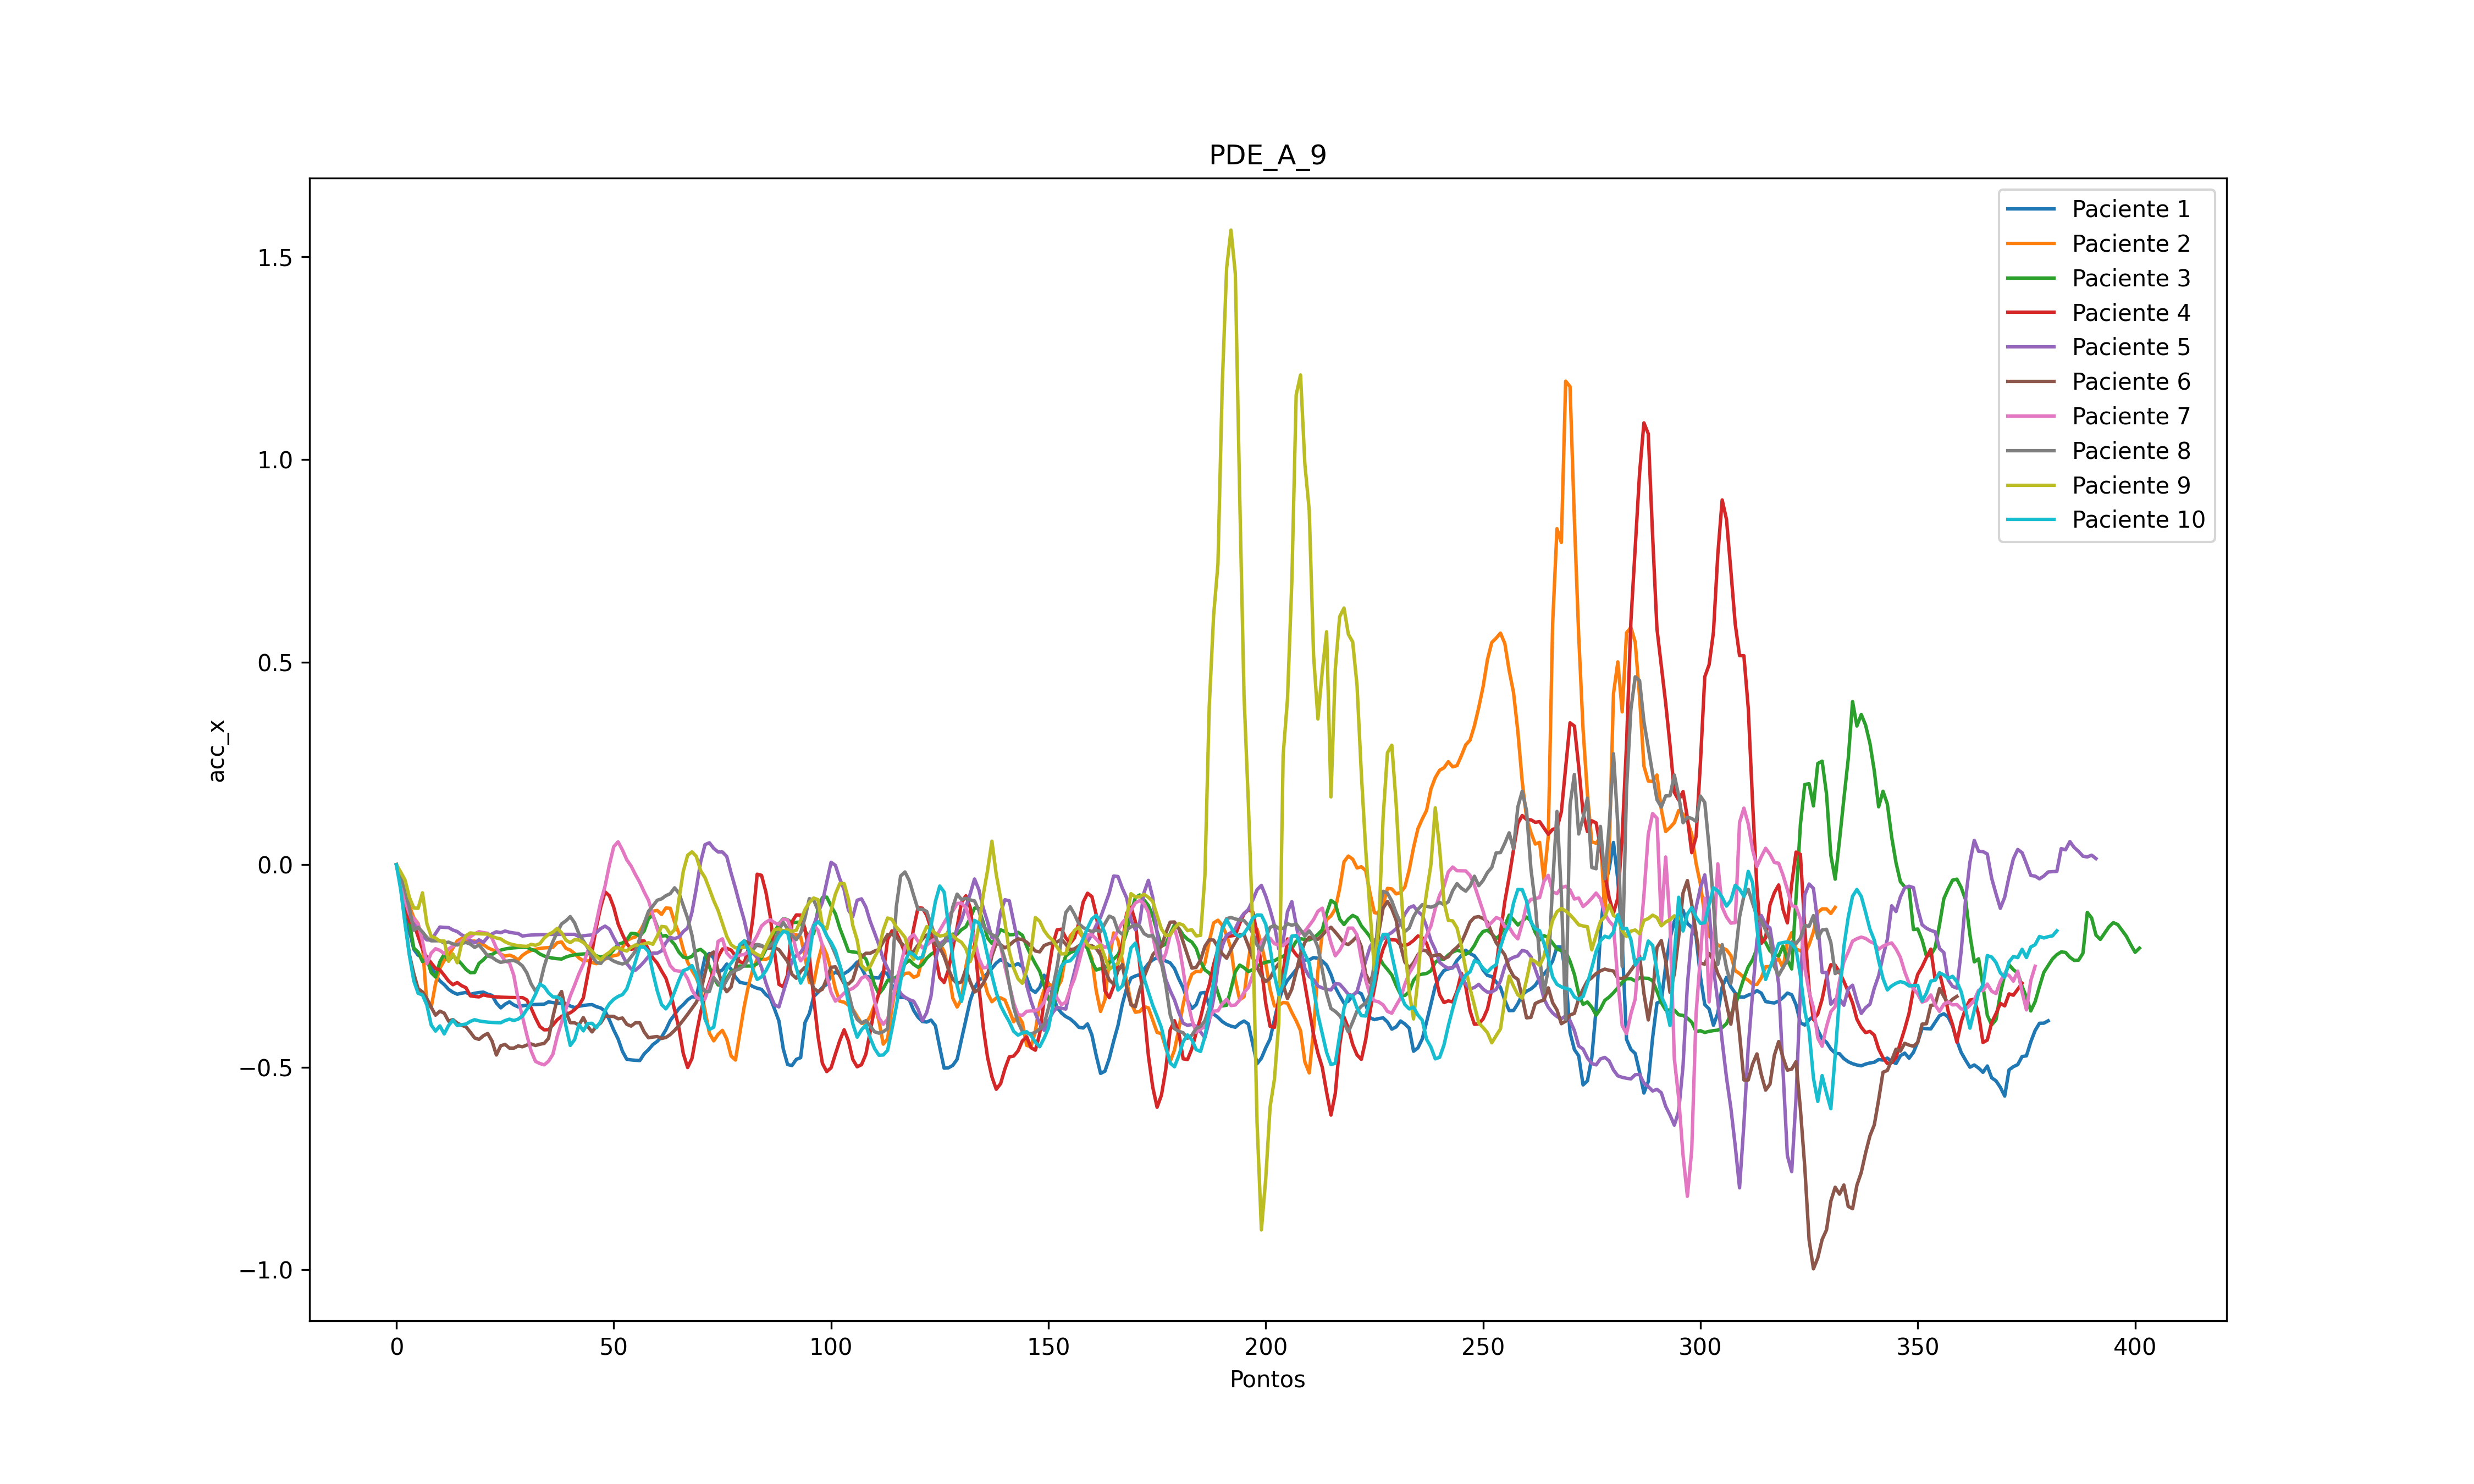 PDE_A_9
1.5
1.0
0.5
0.0
−0.5
−1.0
acc_x
0 50 100 150 200 250 300 350 400
Pontos
Paciente 1
Paciente 2
Paciente 3
Paciente 4
Paciente 5
Paciente 6
Paciente 7
Paciente 8
Paciente 9
Paciente 10